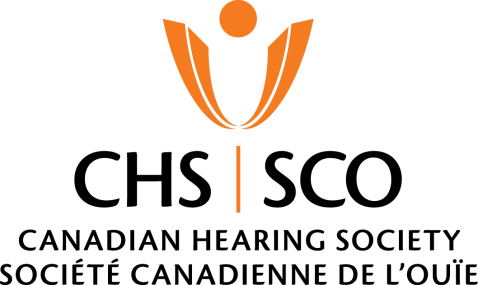 CHS | SCO
CANADIAN HEARING SOCIETY
SOCIÉTÉ CANADIENNE DE L'OUÏE